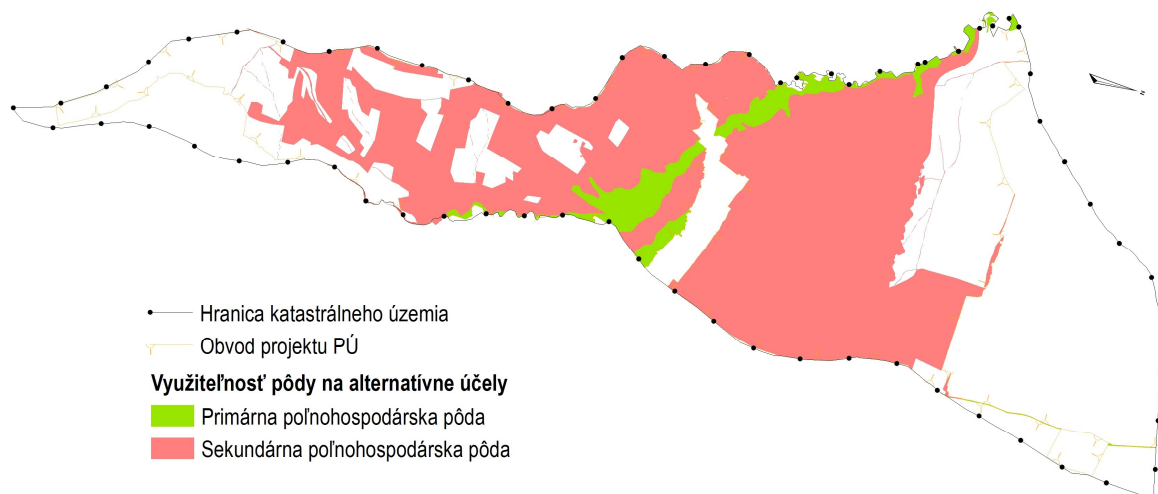 Hranica katastrálneho územia
Obvod projektu PÚ
Využiteľnosť pôdy na alternatívne účely
Primárna poľnohospodárska pôda
Sekundárna poľnohospodárska pôda